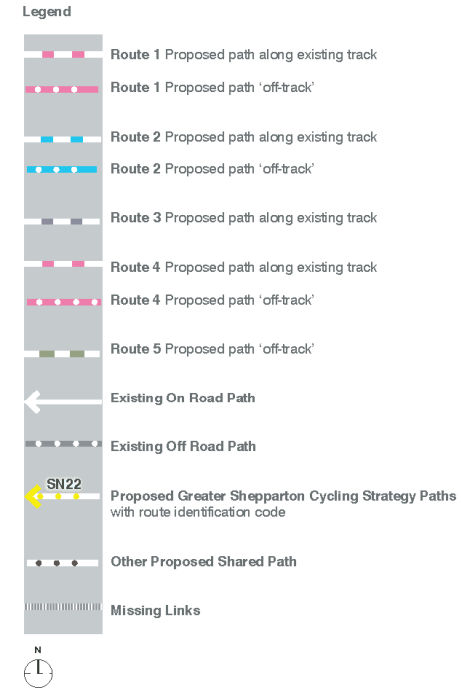 Legend
Route 1 Proposed path along existing track
Route 1 Proposed path ‘off-track’
Route 2 Proposed path along existing track
Route 2 Proposed path ‘off-track’
Route 3 Proposed path along existing track
Route 4 Proposed path along existing track
Route 4 Proposed path ‘off-track’
Route 5 Proposed path ‘off-track’
Existing On Road Path
Existing Off Road Path
SN22
Proposed Greater Shepparton Cycling Strategy Paths
with route identification code
Other Proposed Shared Path
Missing Links
N